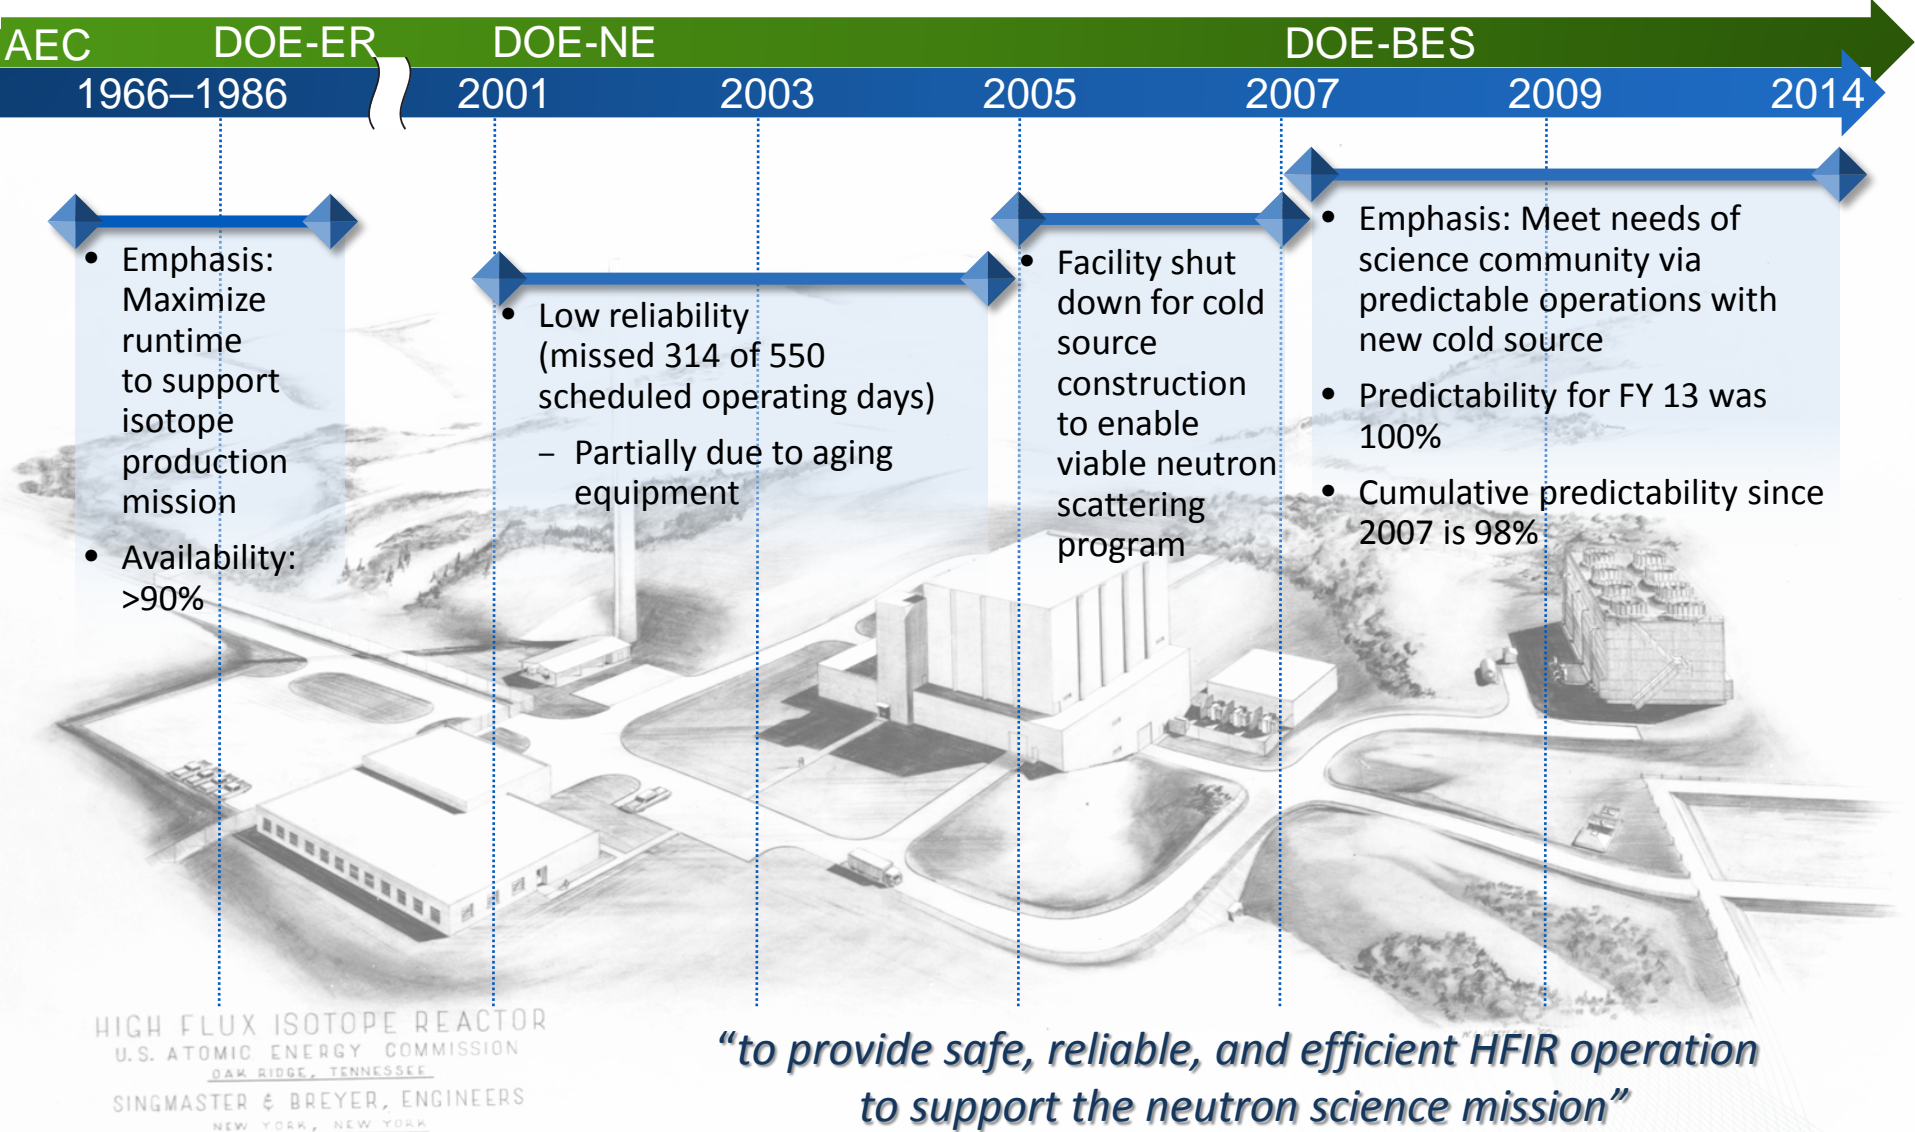 AEC DOE-ER DOE-NE DOE-BES
1966–1986 2001 2003 2005 2007 2009 2014
• Emphasis:
Maximize
runtime
to support
isotope
production
mission
• Availability:
>90%
• Low reliability
(missed 314 of 550
scheduled operating days)
– Partially due to aging
equipment
• Facility shut
down for cold
source
construction
to enable
viable neutron
scattering
program
• Emphasis: Meet needs of
science community via
predictable operations with
new cold source
• Predictability for FY 13 was
100%
• Cumulative predictability since
2007 is 98%
HIGH FLUX ISOTOPE REACTOR
U.S. ATOMIC ENERGY COMMISSION
OAK RIDGE, TENNESSEE
SINGMASTER & BREYER, ENGINEERS
NEW YORK, NEW YORK
“to provide safe, reliable, and efficient HFIR operation
to support the neutron science mission”